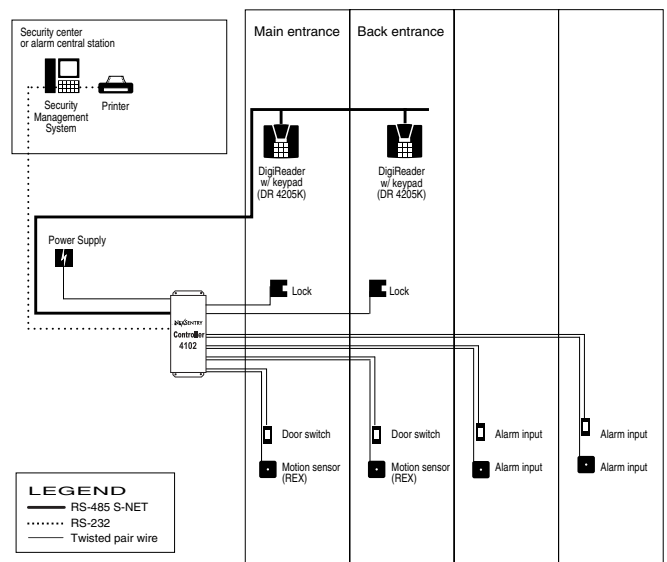 Security center
or alarm central station
Security
Management
System
Printer
Main entrance
Back entrance
DigiReader
w/ keypad
(DR 4205K)
DigiReader
w/ keypad
(DR 4205K)
Power Supply
Lock
Lock
NEXSENTRY
Controller
4102
Door switch
Motion sensor
(REX)
Door switch
Motion sensor
(REX)
Alarm input
Alarm input
Alarm input
Alarm input
LEGEND
RS-485 S-NET
RS-232
Twisted pair wire